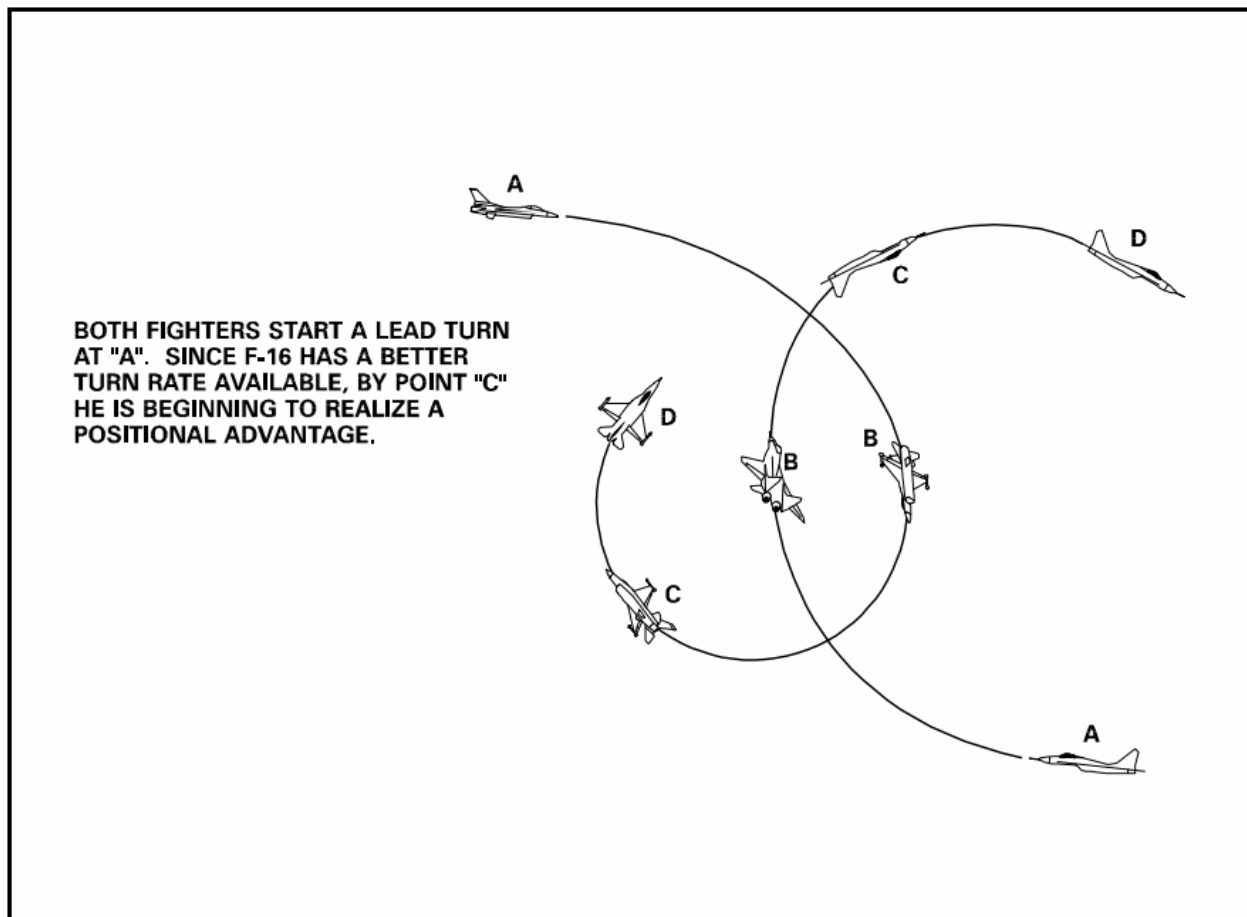 A
D
C
BOTH FIGHTERS START A LEAD TURN
AT "A". SINCE F-16 HAS A BETTER
TURN RATE AVAILABLE, BY POINT "C"
HE IS BEGINNING TO REALIZE A
POSITIONAL ADVANTAGE.
D
B
B
C
A